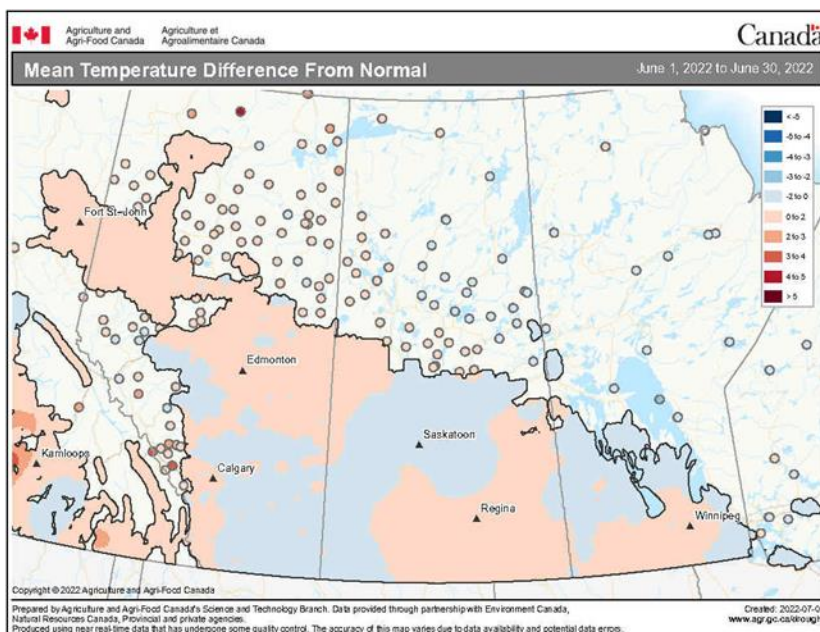 Agriculture and Agriculture et
Agri-Food Canada Agroalimentaire Canada
Canada
Mean Temperature Difference From Normal
June 1, 2022 to June 30, 2022
< -5
-5 to -4
-4 to -3
-3 to -2
-2 to 0
0 to 2
2 to 3
3 to 4
4 to 5
> 5
Fort St-John
Edmonton
Saskatoon
Kamloops
Calgary
Regina
Winnipeg
Copyright © 2022 Agriculture and Agri-Food Canada
Prepared by Agriculture and Agri-Food Canada's Science and Technology Branch. Data provided through partnership with Environment Canada,
Natural Resources Canada, Provincial and private agencies.
Produced using near real-time data that has undergone some quality control. The accuracy of this map varies due to data availability and potential data errors.
Created: 2022-07-0
www.agr.gc.ca/drough